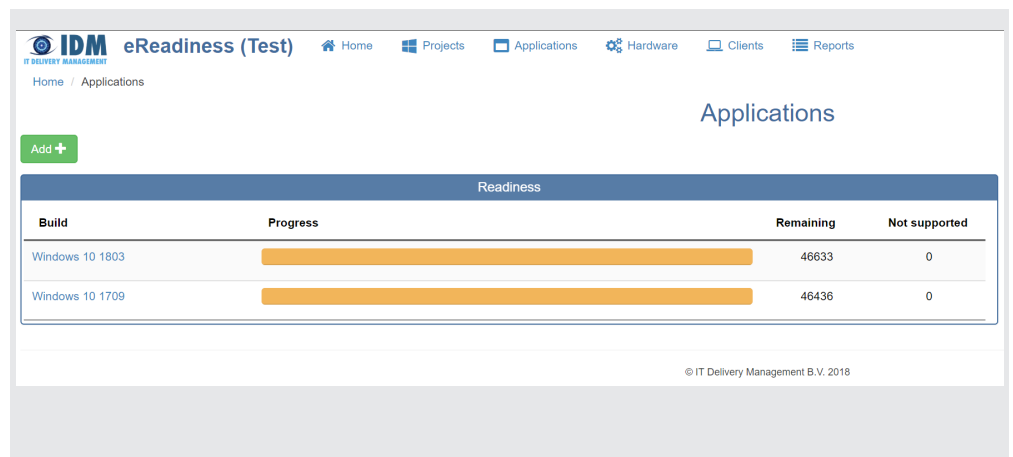 IDM
IT DELIVERY MANAGEMENT
eReadiness (Test) Home Projects Applications Hardware Clients Reports
Home / Applications
Applications
Add
Readiness
Build Progress Remaining Not supported
Windows 10 1803 46633 0
Windows 10 1709 46436 0
© IT Delivery Management B.V. 2018